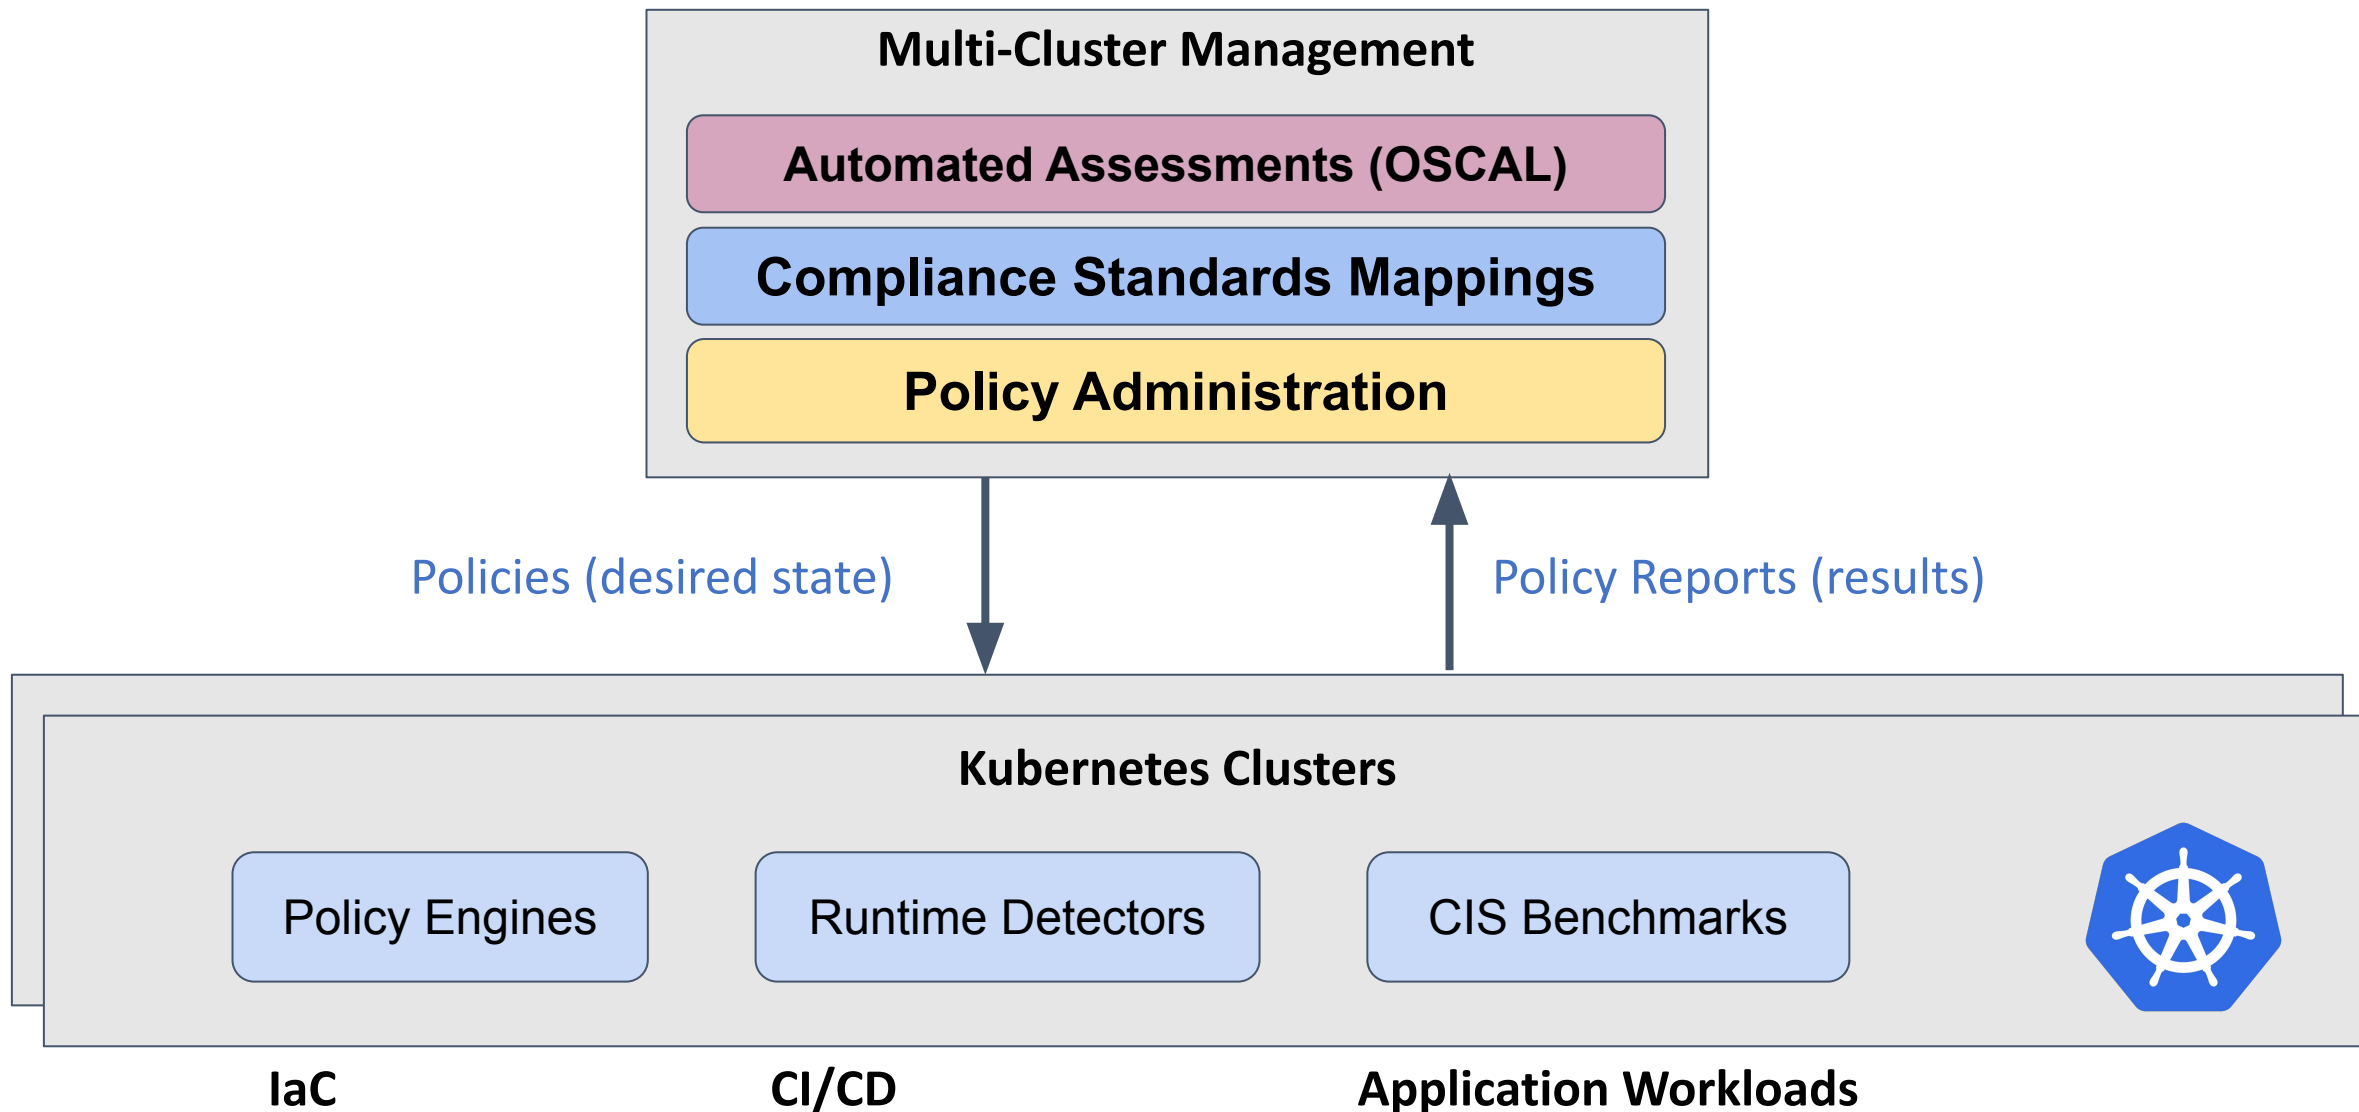 Multi-Cluster Management
Automated Assessments (OSCAL)
Compliance Standards Mappings
Policy Administration
Policies (desired state)
Policy Reports (results)
Kubernetes Clusters
Policy Engines
Runtime Detectors
CIS Benchmarks
IaC
CI/CD
Application Workloads